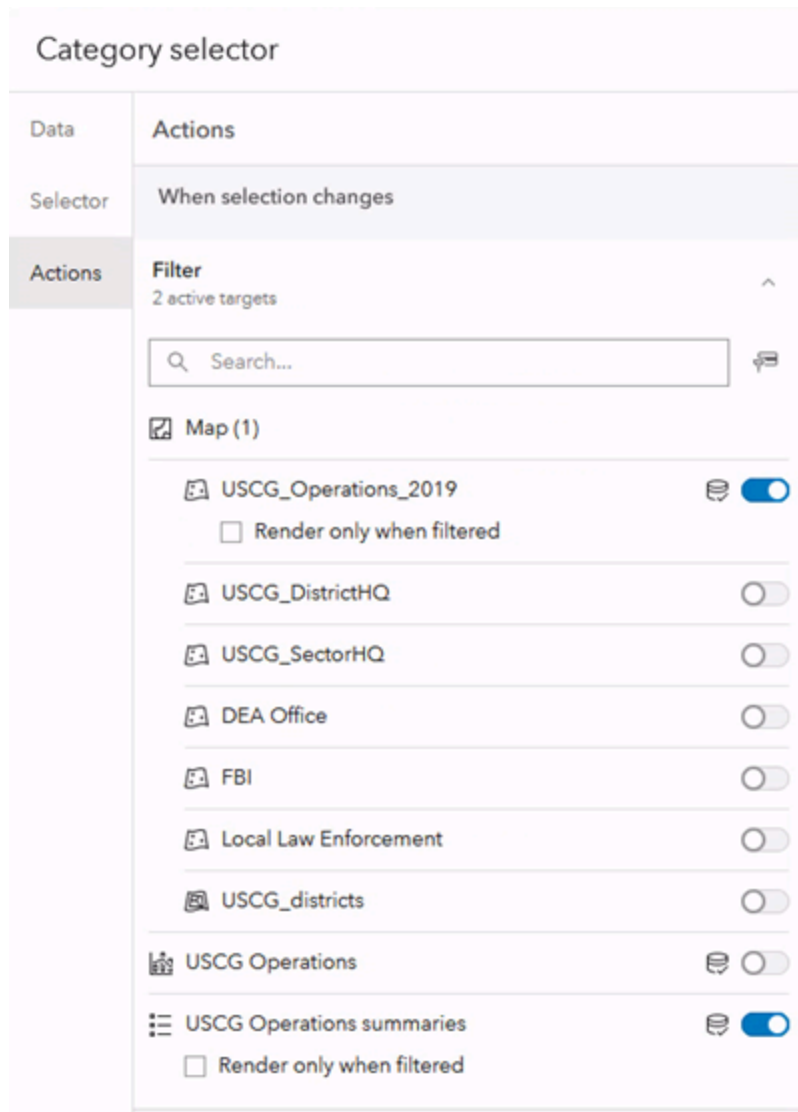 Category selector
Data
Actions
Selector
When selection changes
Actions
Filter
2 active targets
Search...
Map (1)
USCG_Operations_2019
Render only when filtered
USCG_DistrictHQ
USCG_SectorHQ
DEA Office
FBI
Local Law Enforcement
USCG_districts
USCG Operations
USCG Operations summaries
Render only when filtered